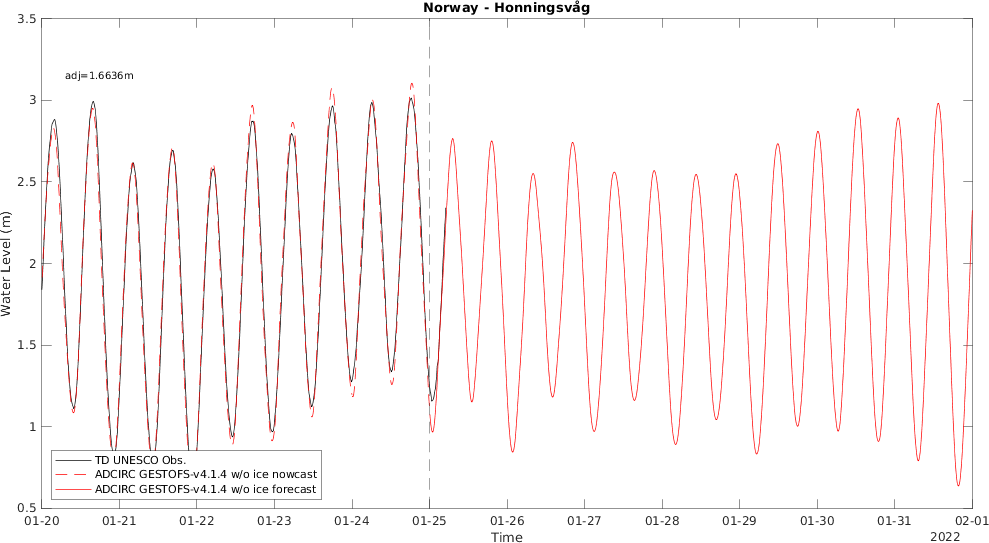 Norway - Honningsvåg
adj=1.6636m
3.5
3
2.5
2
1.5
1
0.5
Water Level (m)
TD UNESCO Obs.
ADCIRC GESTOFS-v4.1.4 w/o ice nowcast
ADCIRC GESTOFS-v4.1.4 w/o ice forecast
01-20 01-21 01-22 01-23 01-24 01-25 01-26 01-27 01-28 01-29 01-30 01-31 02-01
Time
2022